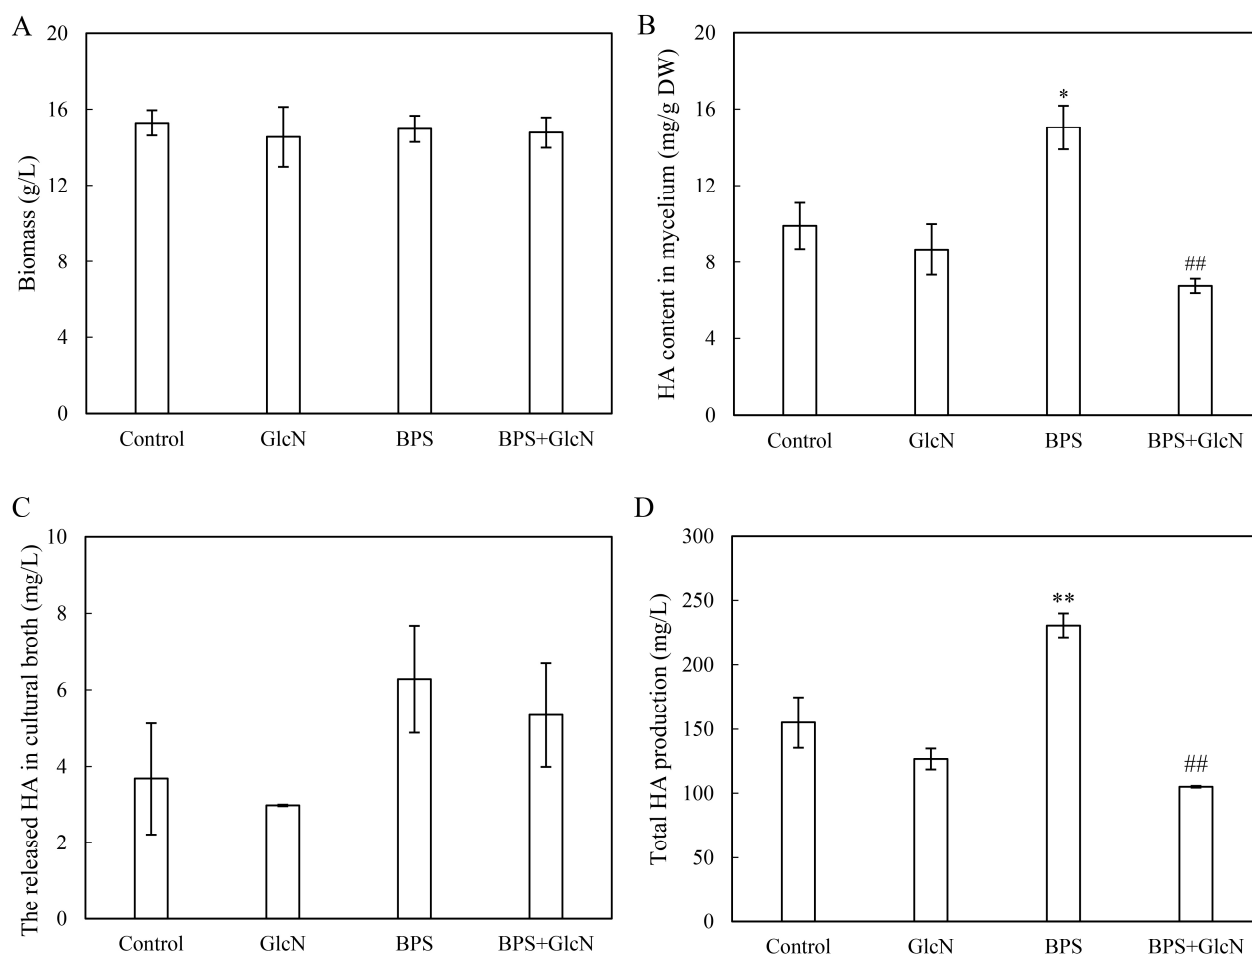 A
Biomass (g/L)
20
16
12
8
4
0
Control GlcN BPS BPS+GlcN
B
HA content in mycelium (mg/g DW)
20
16
12
8
4
0
*
##
Control GlcN BPS BPS+GlcN
C
The released HA in cultural broth (mg/L)
10
8
6
4
2
0
Control GlcN BPS BPS+GlcN
D
Total HA production (mg/L)
300
250
200
150
100
50
0
**
##
Control GlcN BPS BPS+GlcN